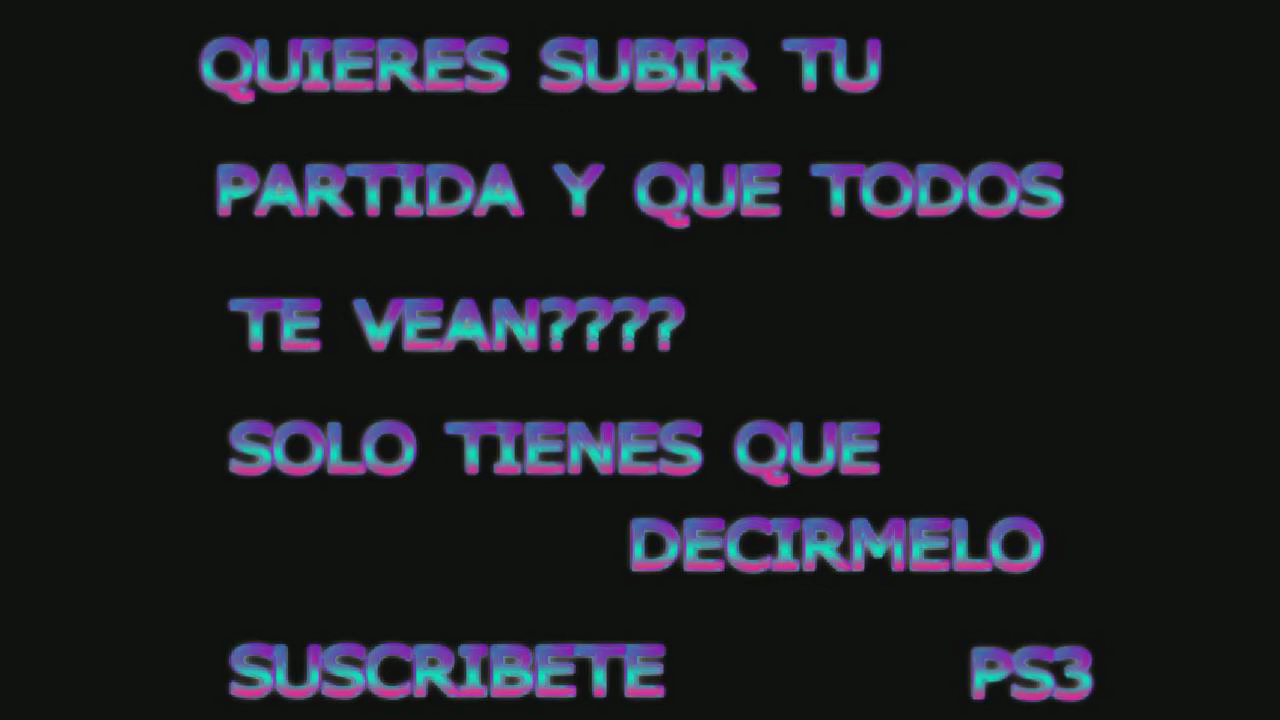 QUIERES SUBIR TU
PARTIDA Y QUE TODOS
TE VEAN????
SOLO TIENES QUE
DECIRMELO
SUSCRIBETE PS3